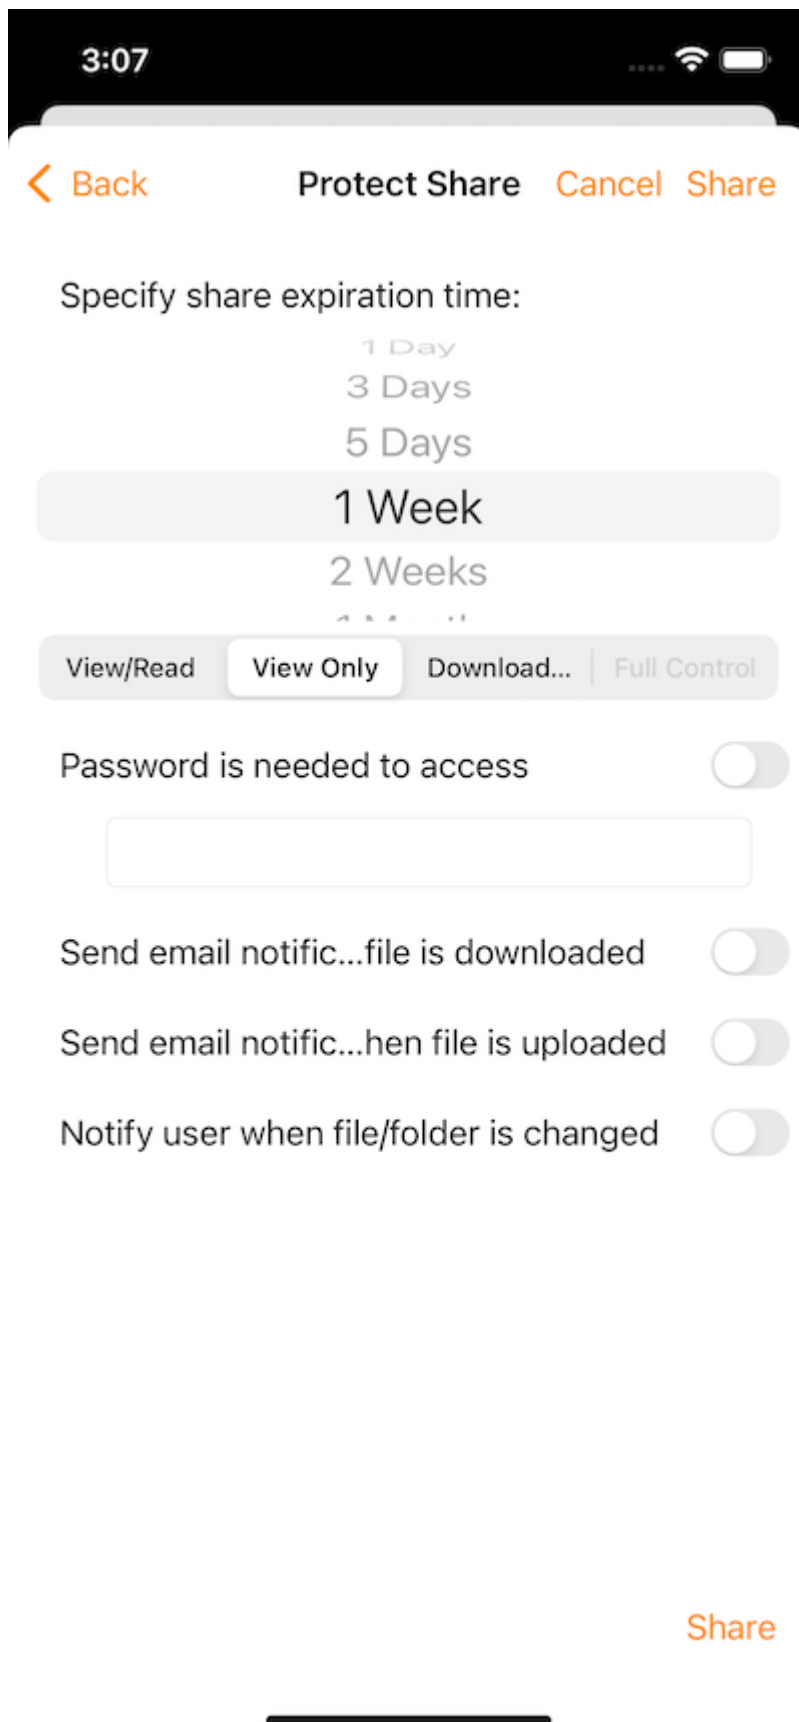 3:07
Back Protect Share Cancel Share
Specify share expiration time:
1 Day
3 Days
5 Days
1 Week
2 Weeks
View/Read View Only Download... Full Control
Password is needed to access
Send email notific...file is downloaded
Send email notific...hen file is uploaded
Notify user when file/folder is changed
Share